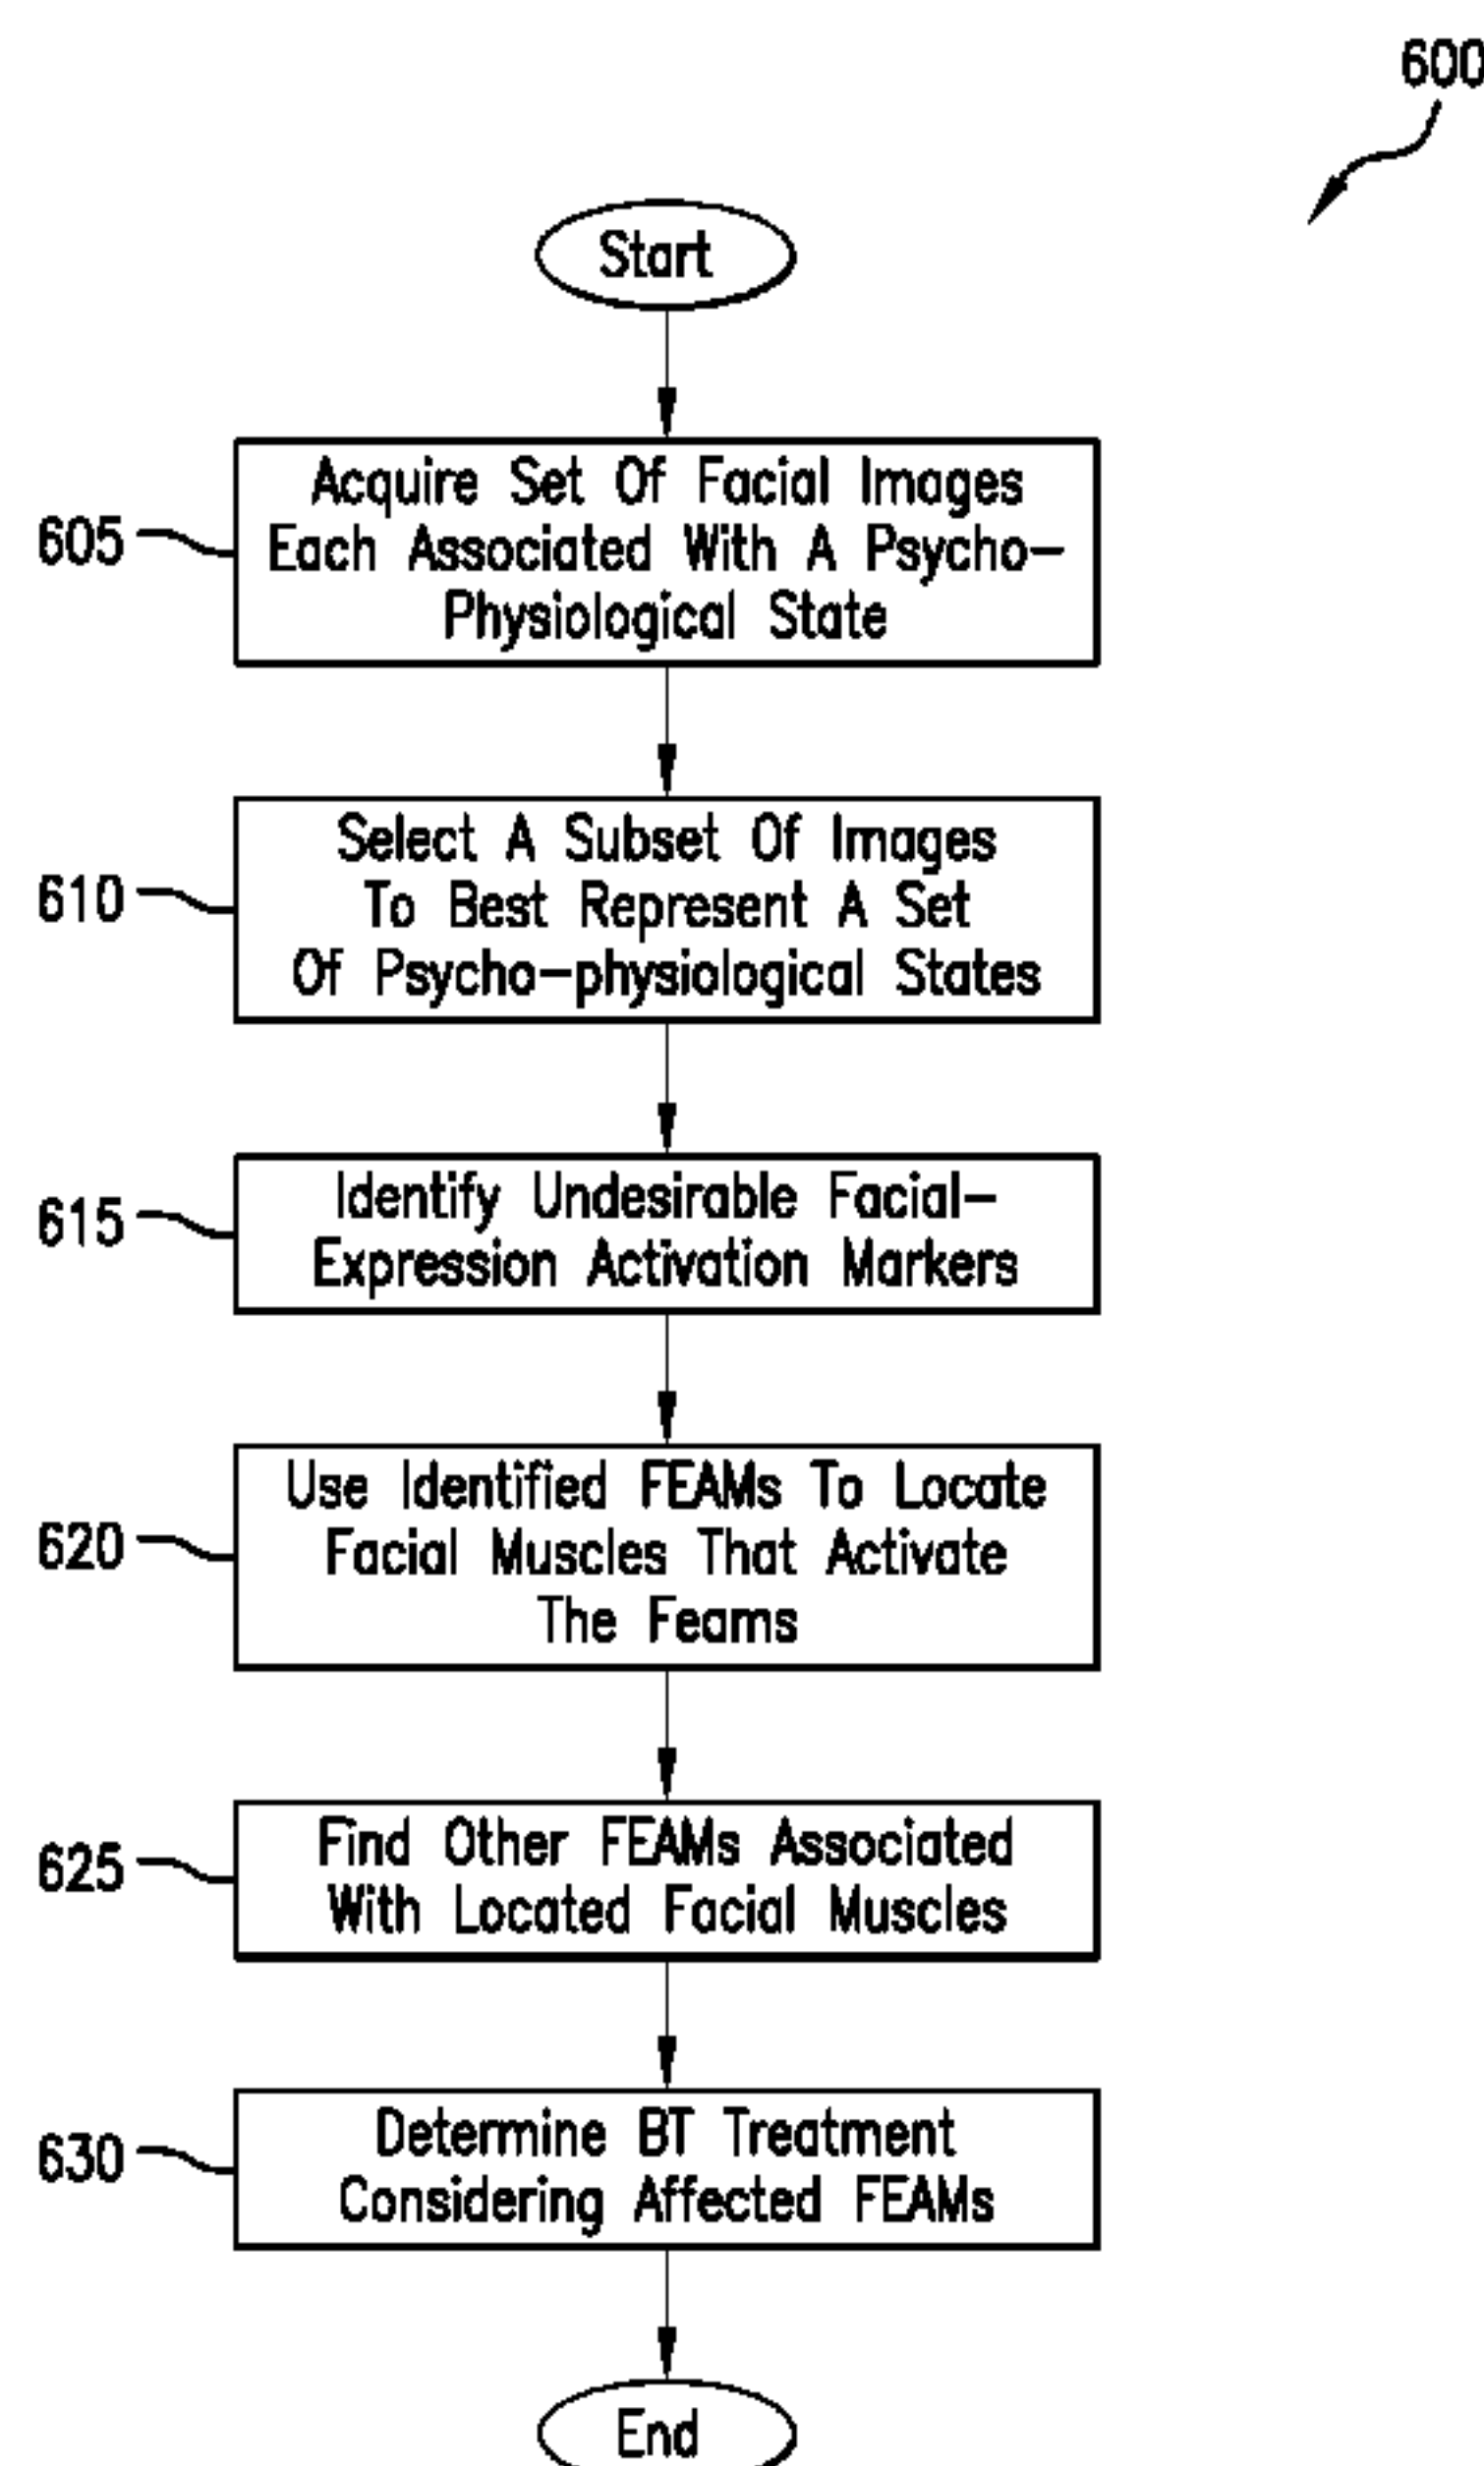 600
Start
Acquire Set Of Facial Images
Each Associated With A Psycho-
Physiological State
605
Select A Subset Of Images
To Best Represent A Set
Of Psycho-physiological States
610
Identify Undesirable Facial-
Expression Activation Markers
615
Use Identified FEAMs To Locate
Facial Muscles That Activate
The Feams
620
Find Other FEAMs Associated
With Located Facial Muscles
625
Determine BT Treatment
Considering Affected FEAMs
630
End